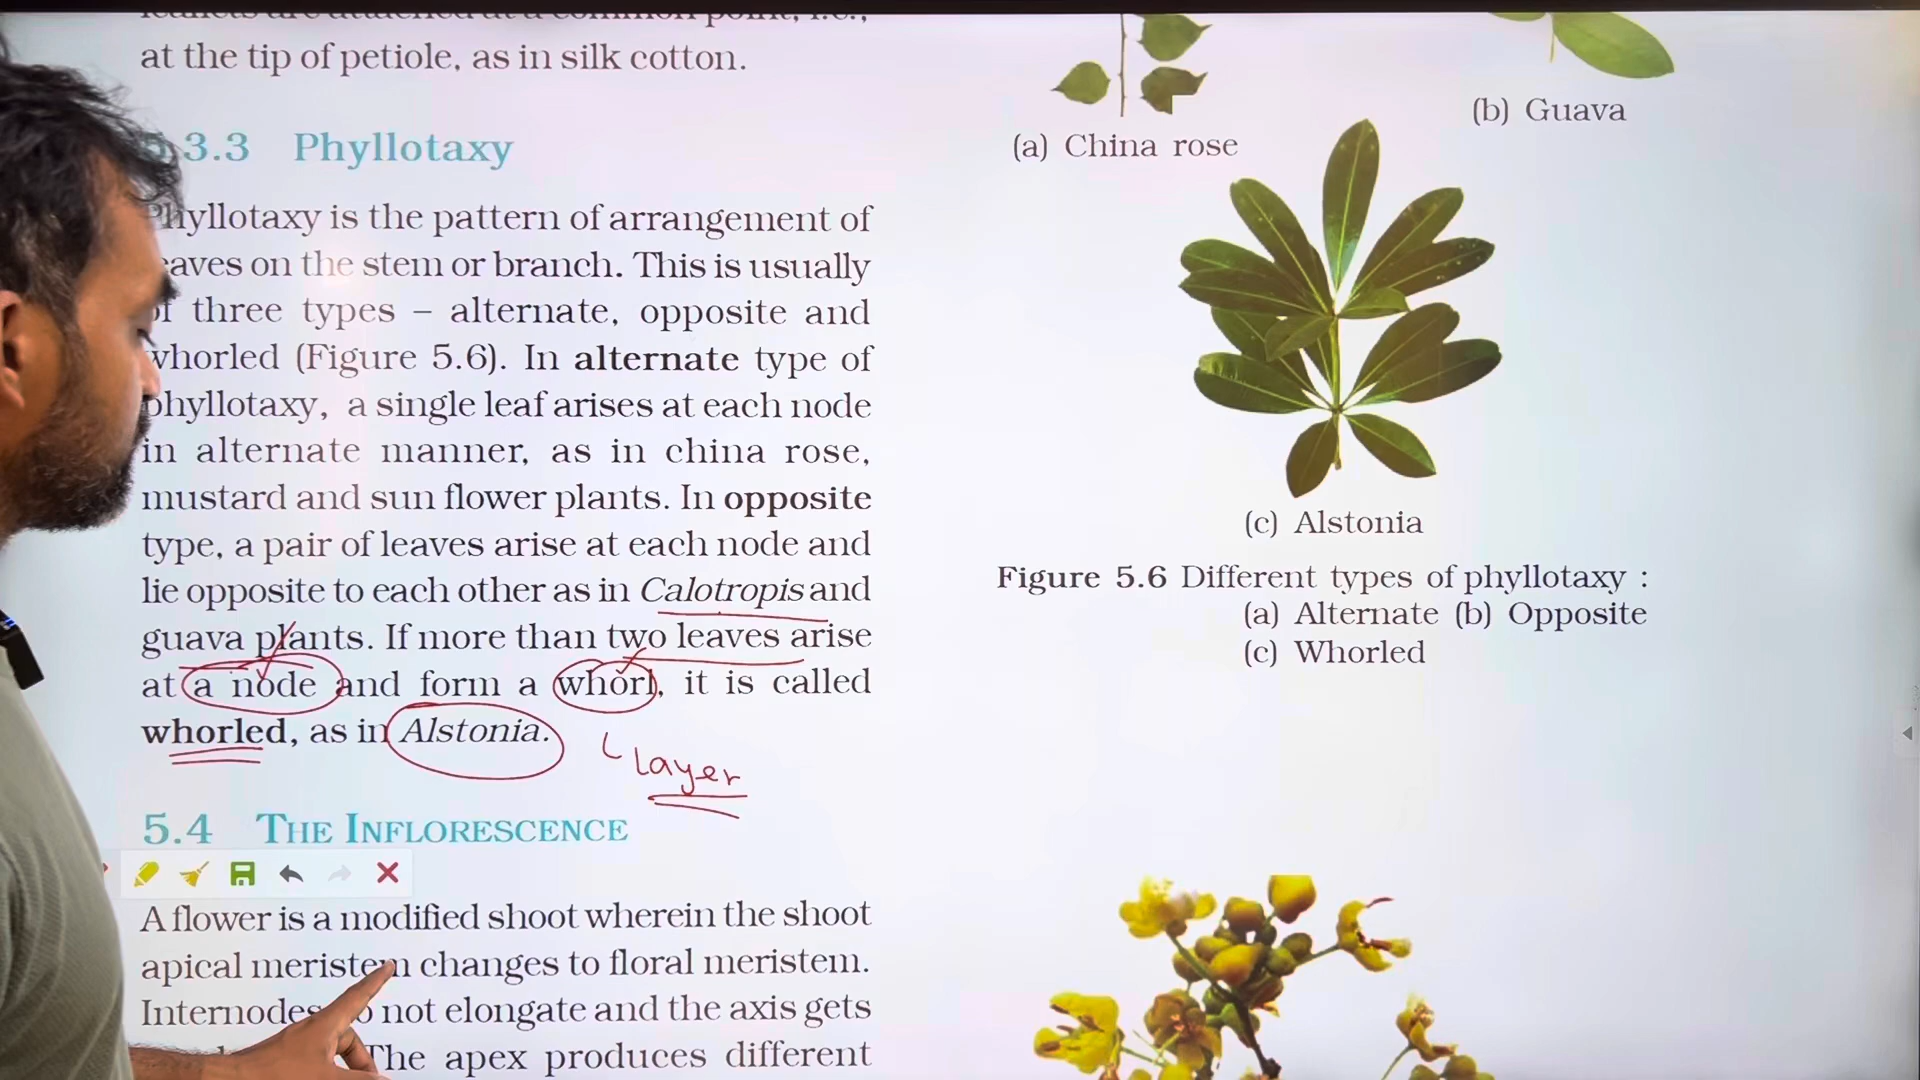 at the tip of petiole, as in silk cotton.
5.3.3 Phyllotaxy
Phyllotaxy is the pattern of arrangement of
leaves on the stem or branch. This is usually
of three types – alternate, opposite and
whorled (Figure 5.6). In alternate type of
phyllotaxy, a single leaf arises at each node
in alternate manner, as in china rose,
mustard and sun flower plants. In opposite
type, a pair of leaves arise at each node and
lie opposite to each other as in Calotropis and
guava plants. If more than two leaves arise
at a node and form a whorl, it is called
whorled, as in Alstonia.
layer
5.4 THE INFLORESCENCE
A flower is a modified shoot wherein the shoot
apical meristem changes to floral meristem.
Internodes not elongate and the axis gets
The apex produces different
(a) China rose
(b) Guava
(c) Alstonia
Figure 5.6 Different types of phyllotaxy :
(a) Alternate (b) Opposite
(c) Whorled